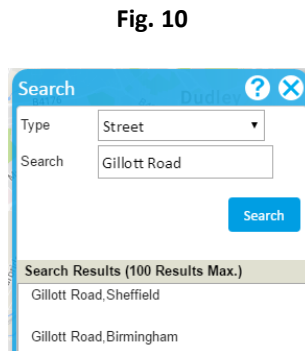 Fig. 10
Search ?
Dudley
Type Street
Search Gillott Road
Search
Search Results (100 Results Max.)
Gillott Road,Sheffield
Gillott Road,Birmingham